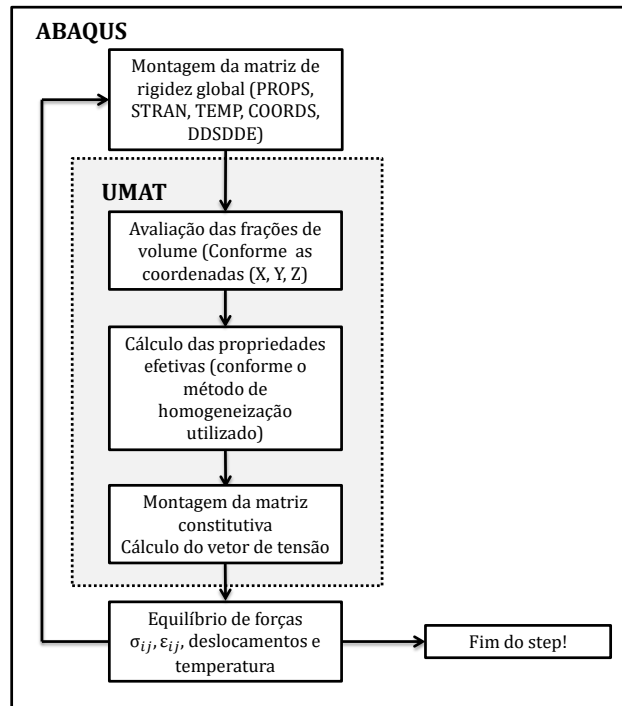 ABAQUS
Montagem da matriz de
rigidez global (PROPS,
STRAN, TEMP, COORDS,
DDSDDE)
UMAT
Avaliação das frações de
volume (Conforme as
coordenadas (X, Y, Z)
Cálculo das propriedades
efetivas (conforme o
método de
homogeneização
utilizado)
Montagem da matriz
constitutiva
Cálculo do vetor de tensão
Equilíbrio de forças
σij, εij, deslocamentos e
temperatura
Fim do step!